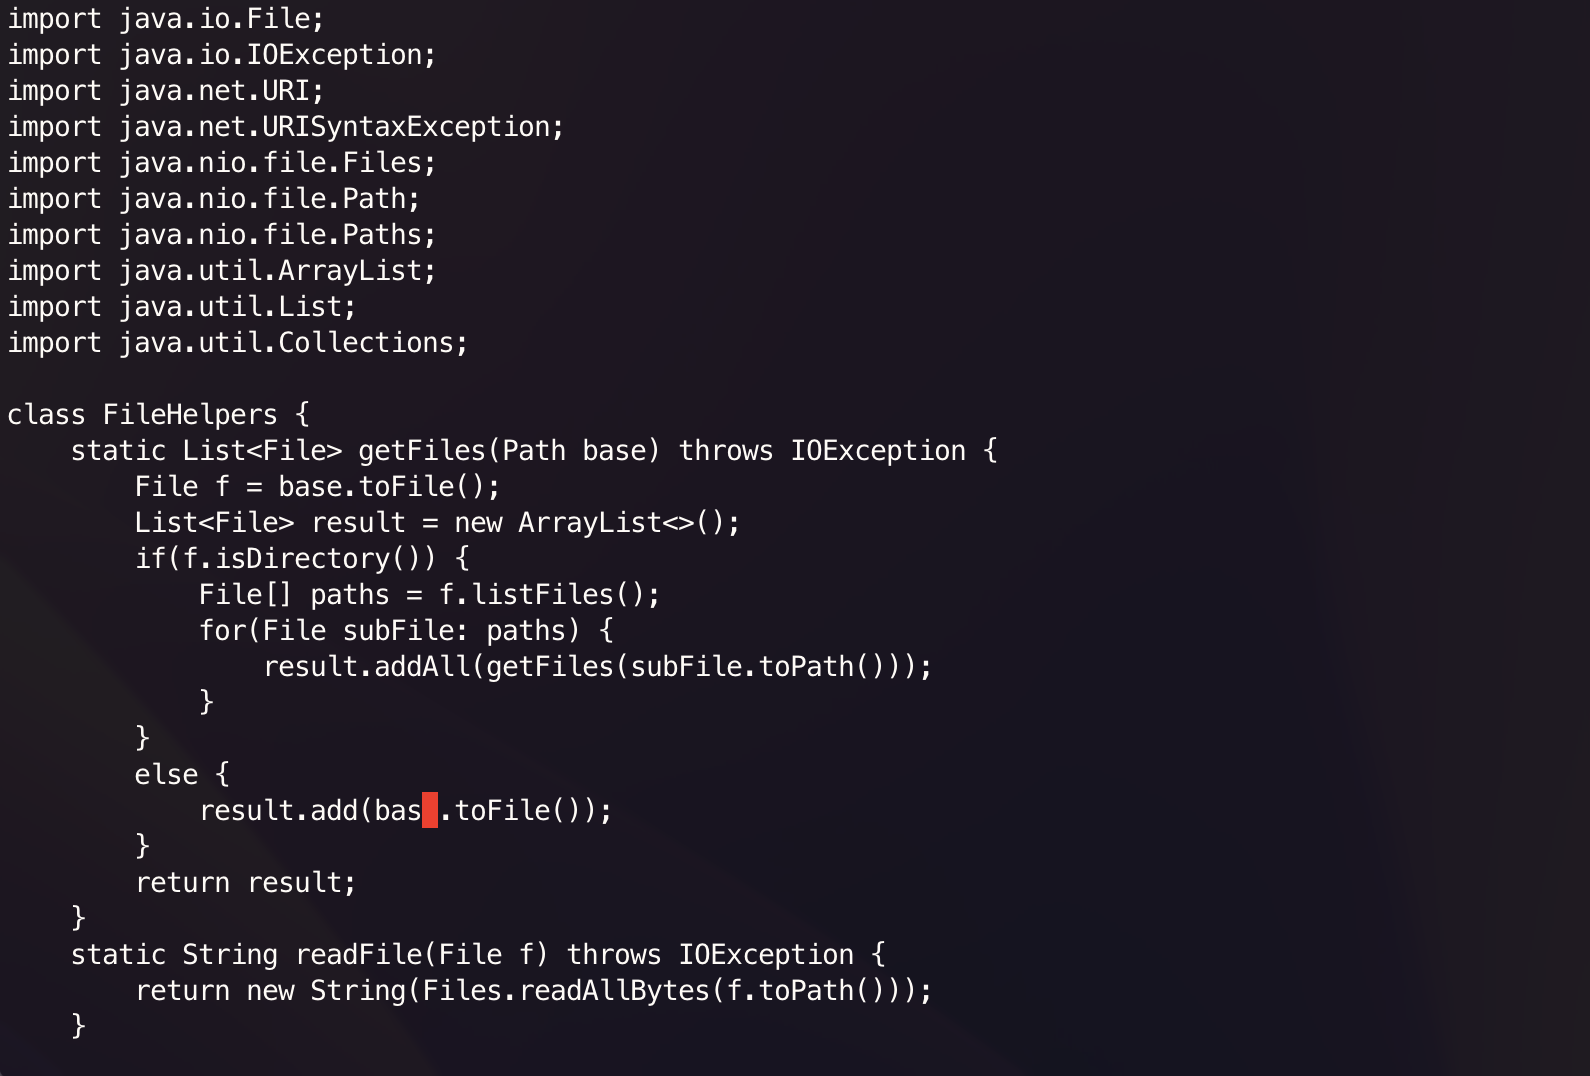 import java.io.File;
import java.io.IOException;
import java.net.URI;
import java.net.URISyntaxException;
import java.nio.file.Files;
import java.nio.file.Path;
import java.nio.file.Paths;
import java.util.ArrayList;
import java.util.List;
import java.util.Collections;

class FileHelpers {
    static List<File> getFiles(Path base) throws IOException {
        File f = base.toFile();
        List<File> result = new ArrayList<>();
        if(f.isDirectory()) {
            File[] paths = f.listFiles();
            for(File subFile: paths) {
                result.addAll(getFiles(subFile.toPath()));
            }
        }
        else {
            result.add(bas .toFile());
        }
        return result;
    }
    static String readFile(File f) throws IOException {
        return new String(Files.readAllBytes(f.toPath()));
    }